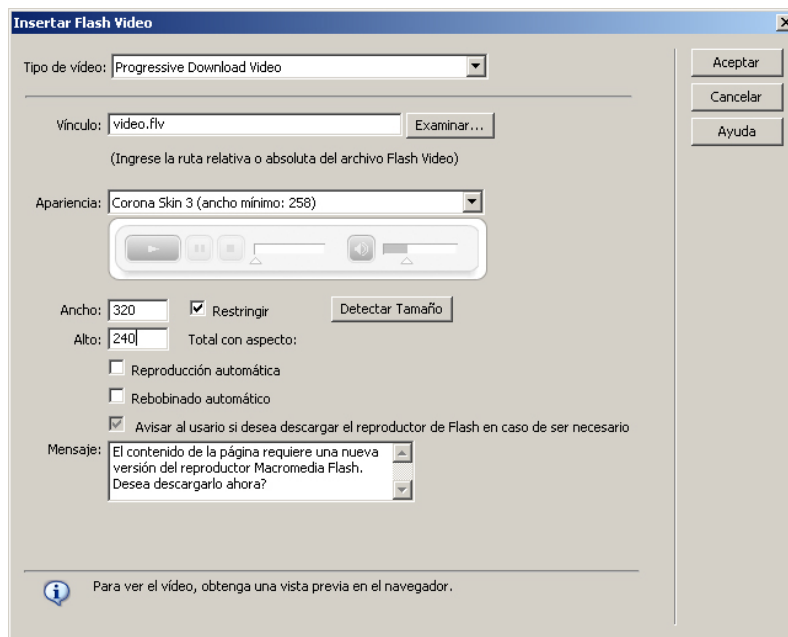 Insertar Flash Video
Tipo de vídeo: Progressive Download Video
Aceptar
Cancelar
Ayuda
Vínculo: video.flv Examinar...
(Ingrese la ruta relativa o absoluta del archivo Flash Video)
Apariencia: Corona Skin 3 (ancho mínimo: 258)
Ancho: 320 Restringir Detectar Tamaño
Alto: 240 Total con aspecto:
Reproducción automática
Rebobinado automático
Avisar al usario si desea descargar el reproductor de Flash en caso de ser necesario
Mensaje: El contenido de la página requiere una nueva
versión del reproductor Macromedia Flash.
Desea descargarlo ahora?
Para ver el vídeo, obtenga una vista previa en el navegador.